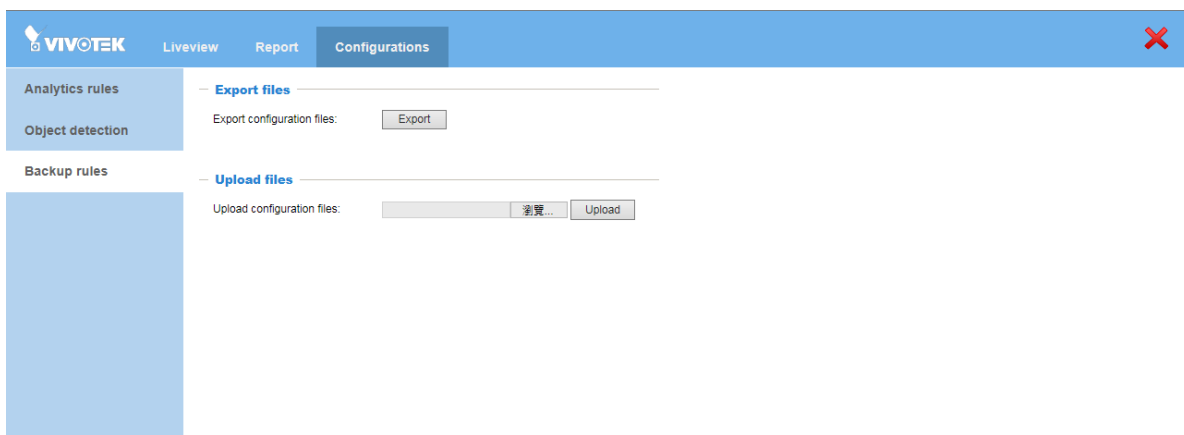 VIVOTEK
Liveview Report Configurations
Analytics rules
Object detection
Backup rules
Export files
Export configuration files: Export
Upload files
Upload configuration files: 瀏覽... Upload